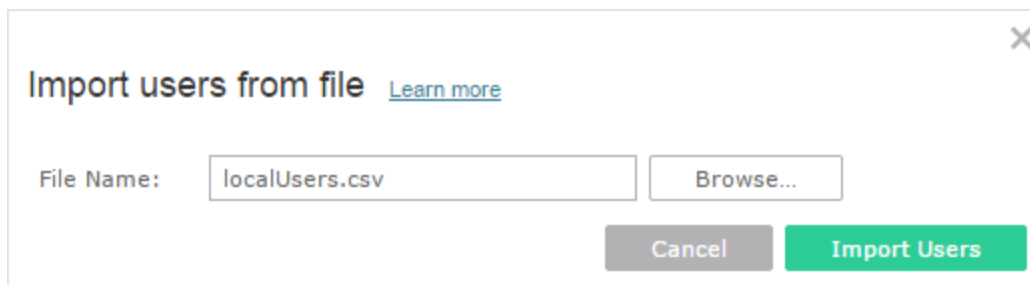 Import users from file Learn more
File Name: localUsers.csv Browse...
Cancel Import Users